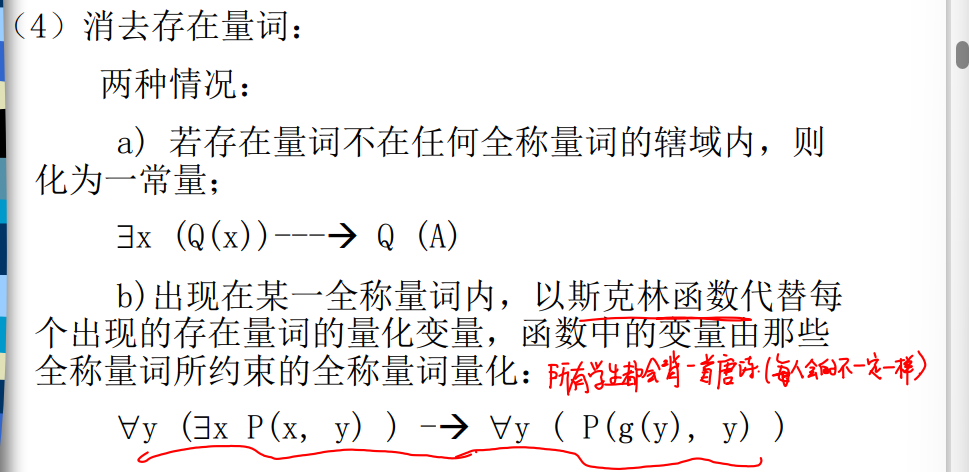 （4）消去存在量词：
两种情况：
a) 若存在量词不在任何全称量词的辖域内，则
化为一常量；
∃x (Q(x))---→ Q (A)
b)出现在某一全称量词内，以斯克林函数代替每
个出现的存在量词的量化变量，函数中的变量由那些
全称量词所约束的全称量词量化：所有学生都会背一首唐诗(每人会的不一定一样)
∀y (∃x P(x, y) ) -→ ∀y ( P(g(y), y) )